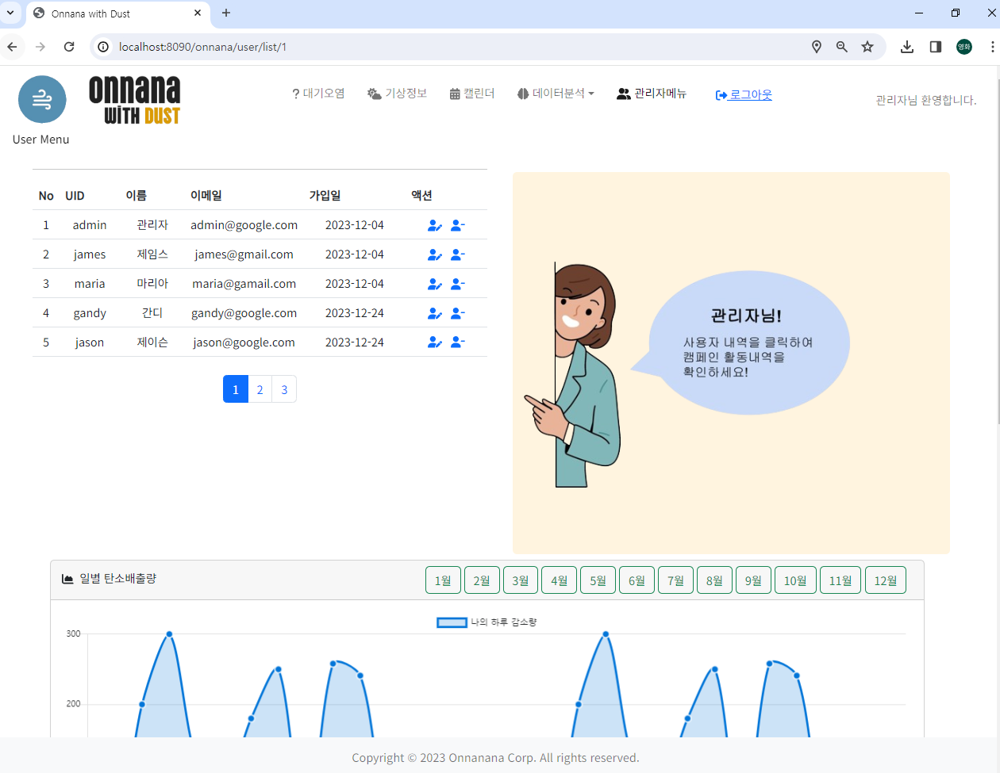 Onnana with Dust
localhost:8090/onnana/user/list/1
영화
onnana
WITH DUST
? 대기오염 기상정보 캘린더 데이터분석 관리자메뉴 로그아웃
관리자님 환영합니다.
User Menu
No UID 이름 이메일 가입일 액션
1 admin 관리자 admin@google.com 2023-12-04
2 james 제임스 james@gmail.com 2023-12-04
3 maria 마리아 maria@gamail.com 2023-12-04
4 gandy 간디 gandy@google.com 2023-12-24
5 jason 제이슨 jason@google.com 2023-12-24
1 2 3
관리자님!
사용자 내역을 클릭하여
캠페인 활동내역을
확인하세요!
일별 탄소배출량 1월 2월 3월 4월 5월 6월 7월 8월 9월 10월 11월 12월
나의 하루 감소량
300
200
Copyright © 2023 Onnanana Corp. All rights reserved.